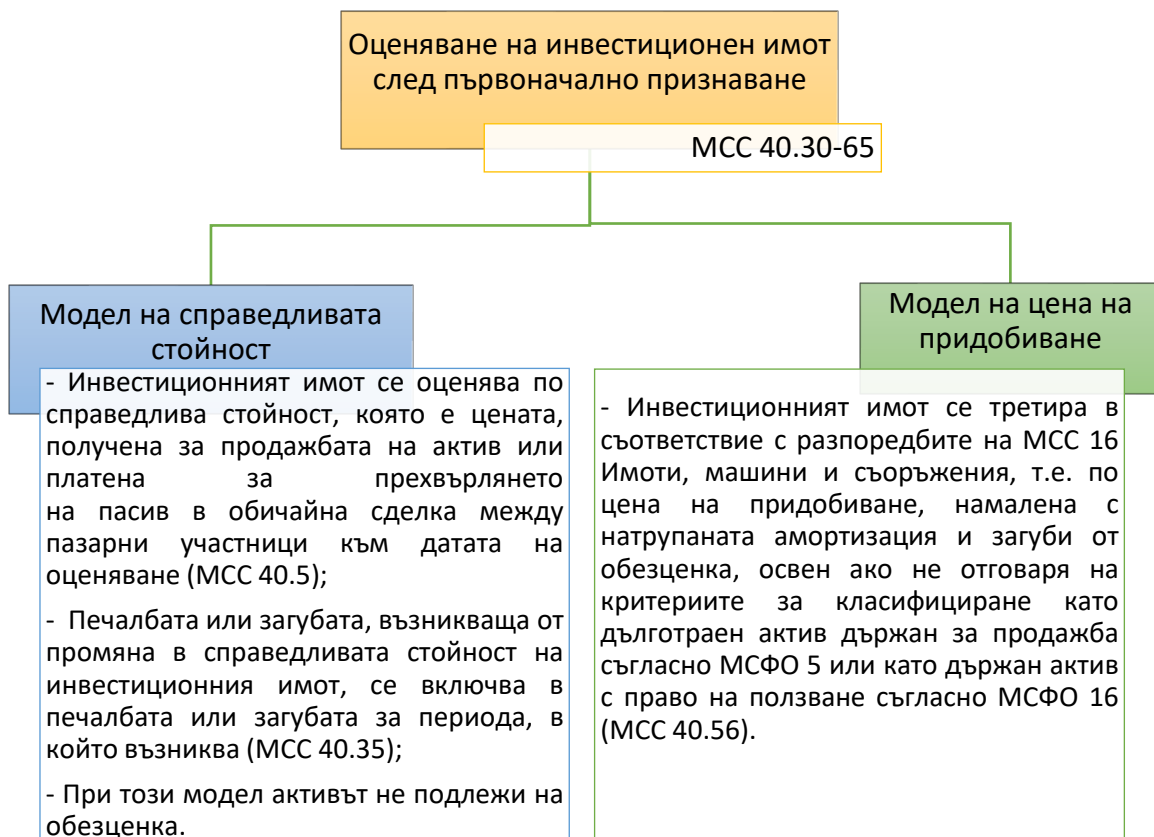 Оценяване на инвестиционен имот
след първоначално признаване
МСС 40.30-65
Модел на справедливата
стойност
- Инвестиционният имот се оценява по
справедлива стойност, която е цената,
получена за продажбата на актив или
платена за прехвърлянето
на пасив в обичайна сделка между
пазарни участници към датата на
оценяване (МСС 40.5);
- Печалбата или загубата, възникваща от
промяна в справедливата стойност на
инвестиционния имот, се включва в
печалбата или загубата за периода, в
който възниква (МСС 40.35);
- При този модел активът не подлежи на
обезценка.
Модел на цена на
придобиване
- Инвестиционният имот се третира в
съответствие с разпоредбите на МСС 16
Имоти, машини и съоръжения, т.е. по
цена на придобиване, намалена с
натрупаната амортизация и загуби от
обезценка, освен ако не отговаря на
критериите за класифициране като
дълготраен актив държан за продажба
съгласно МСФО 5 или като държан актив
с право на ползване съгласно МСФО 16
(МСС 40.56).